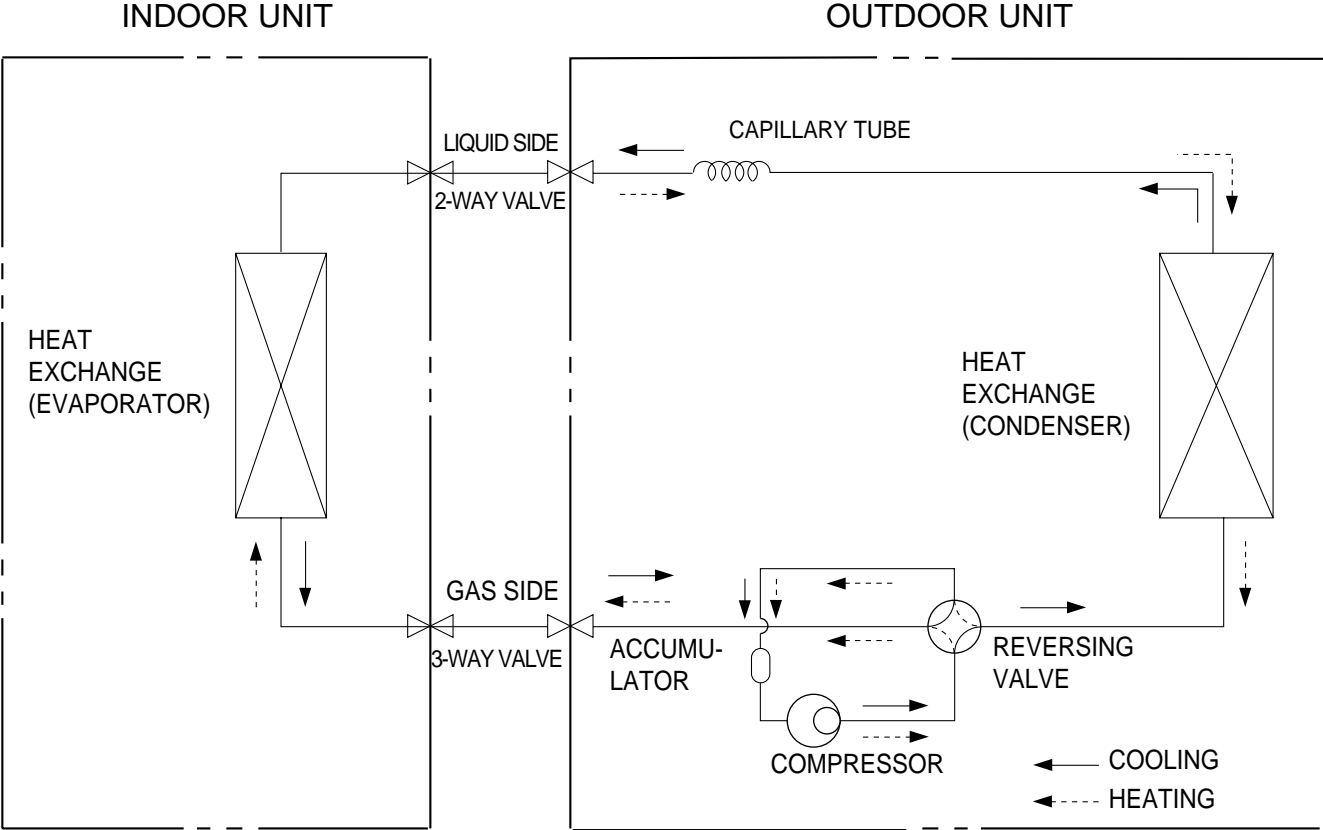 INDOOR UNIT
OUTDOOR UNIT
LIQUID SIDE
2-WAY VALVE
CAPILLARY TUBE
HEAT
EXCHANGE
(EVAPORATOR)
HEAT
EXCHANGE
(CONDENSER)
GAS SIDE
3-WAY VALVE
ACCUMU-
LATOR
REVERSING
VALVE
COMPRESSOR
COOLING
HEATING